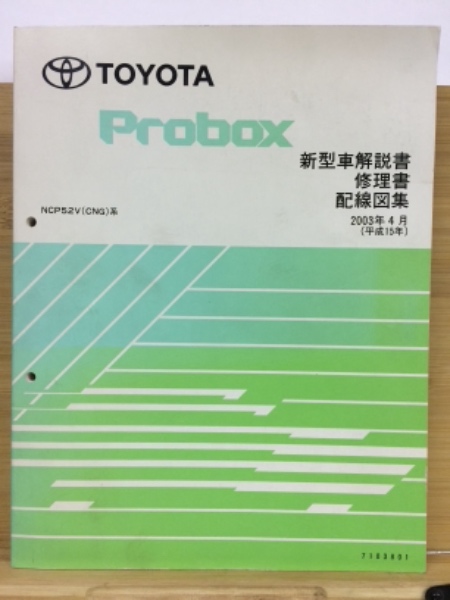 TOYOTA
Probox
新型車解説書
修理書
配線図集
NCP52V(CNG)系
2003年4月
(平成15年)
7103801